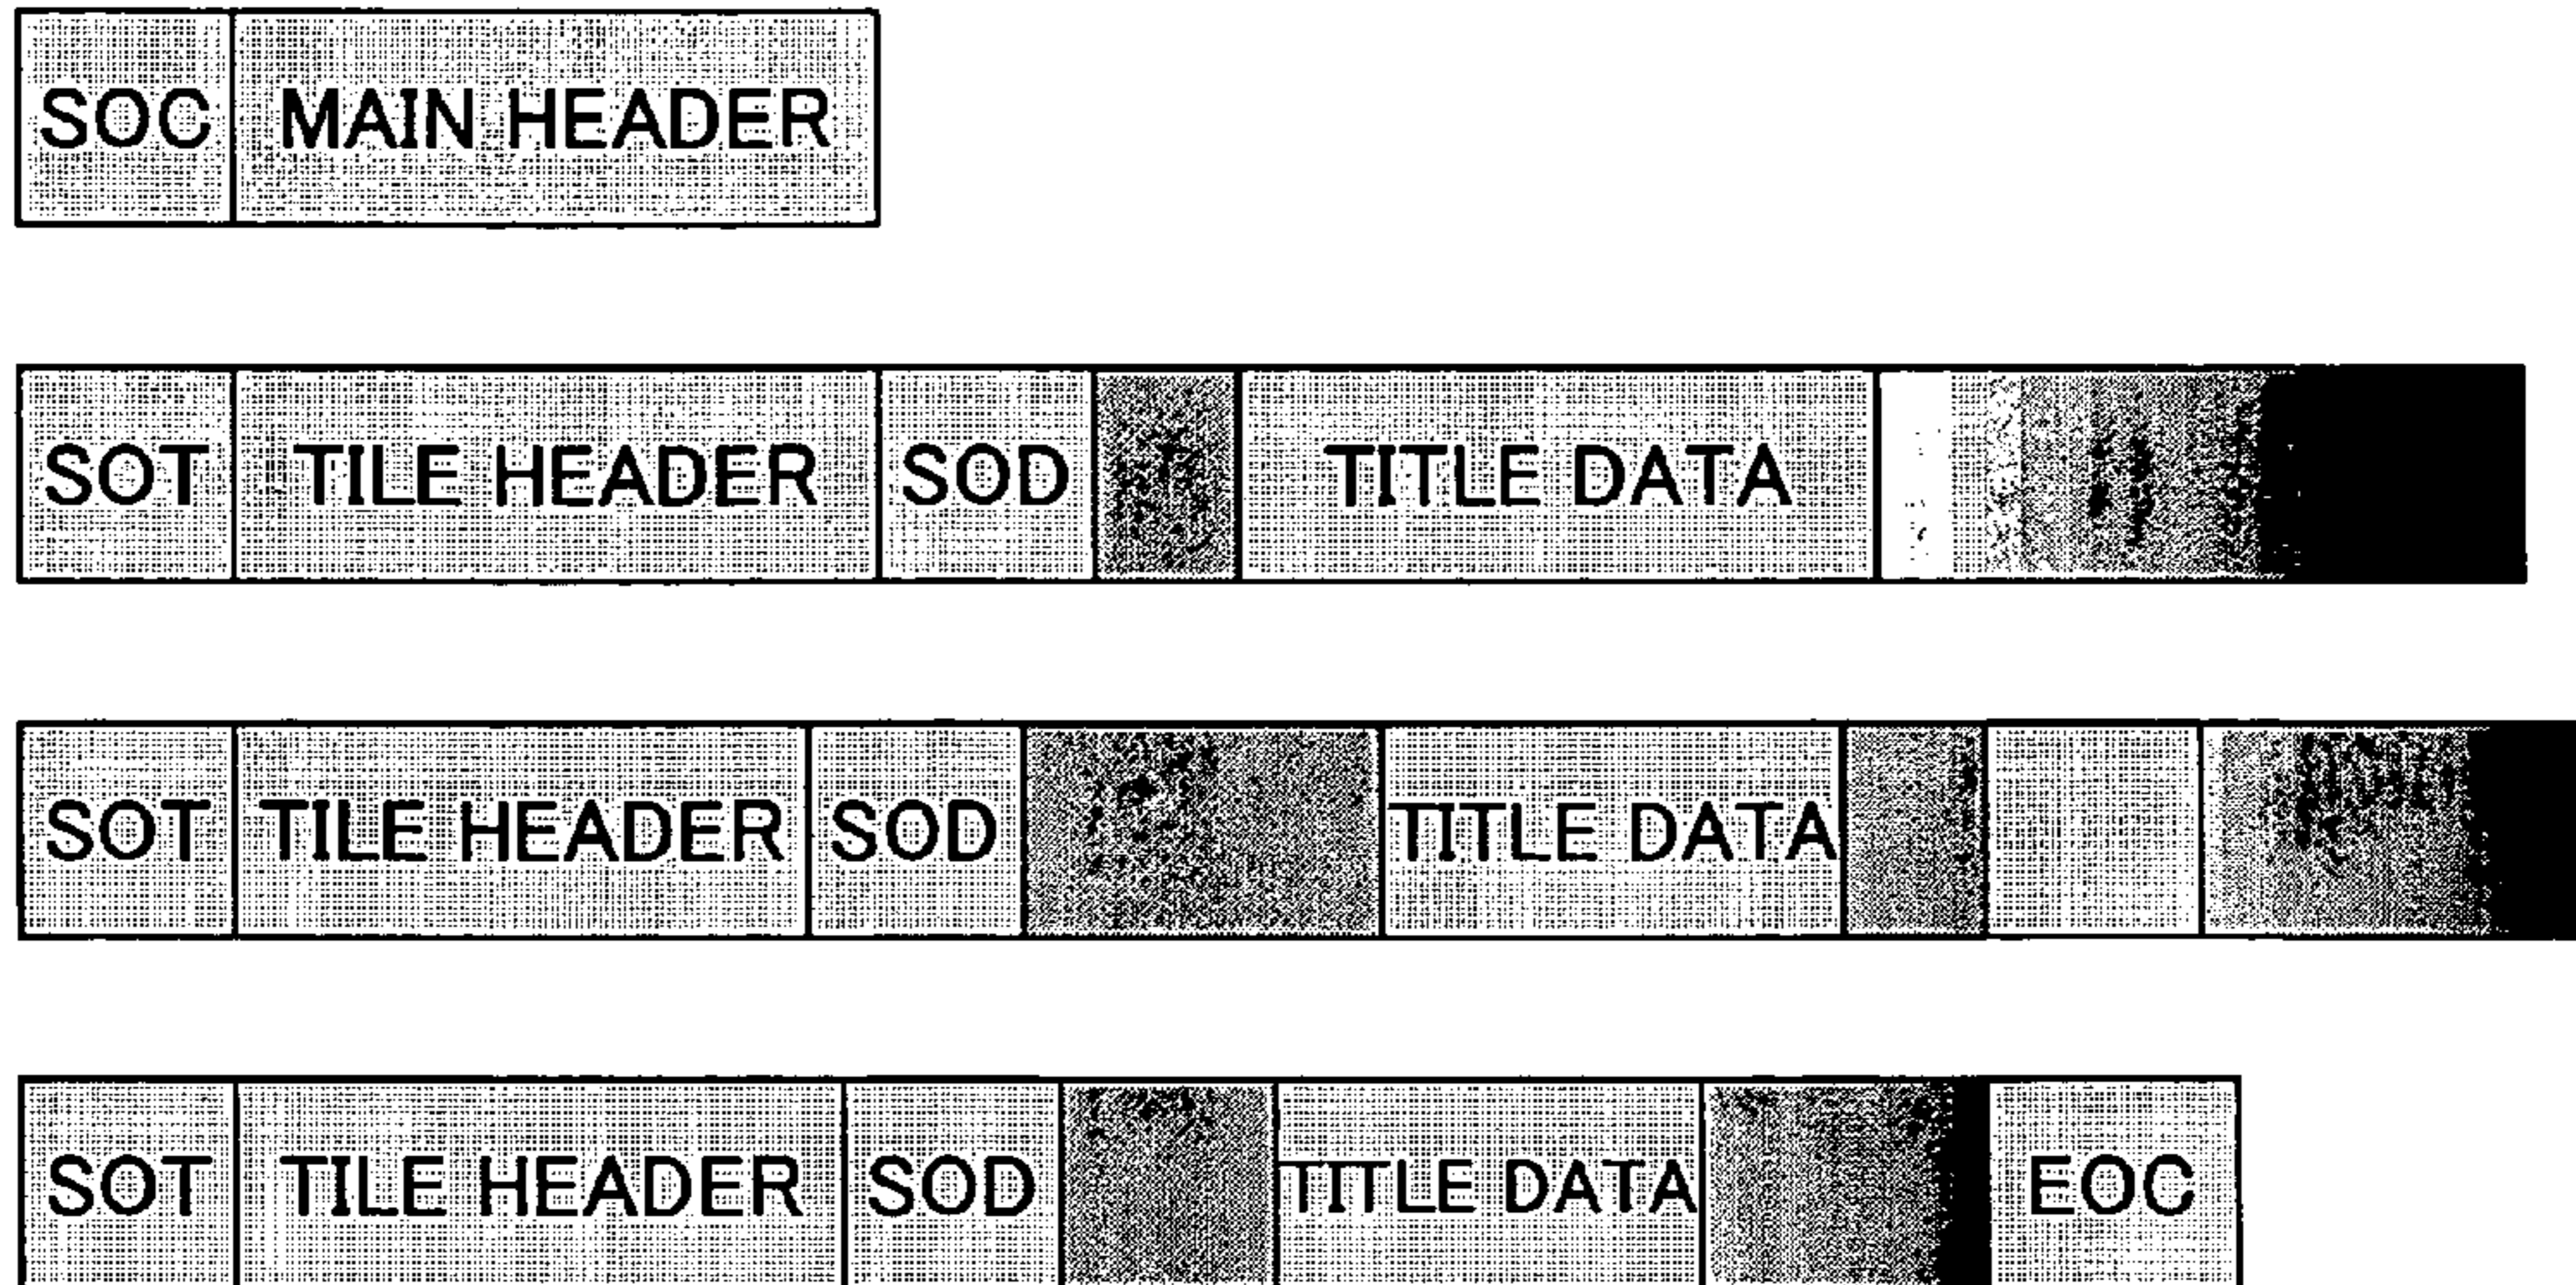 SOC MAIN HEADER
SOT TILE HEADER SOD TITLE DATA
SOT TILE HEADER SOD TITLE DATA
SOT TILE HEADER SOD TITLE DATA EOC